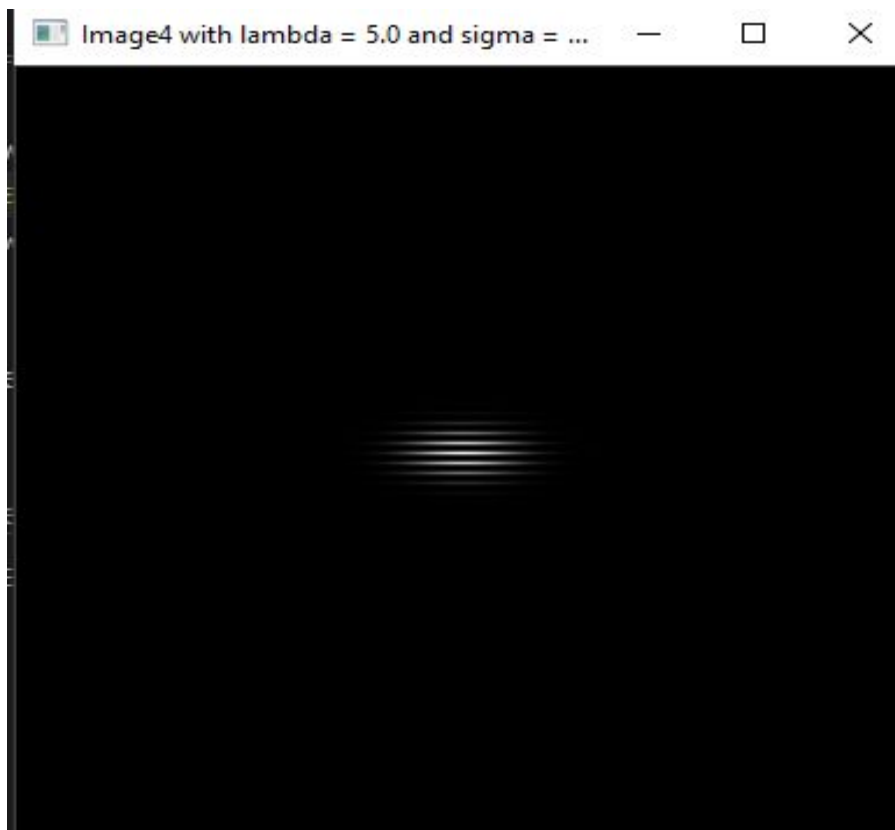 Image4 with lambda = 5.0 and sigma = ...